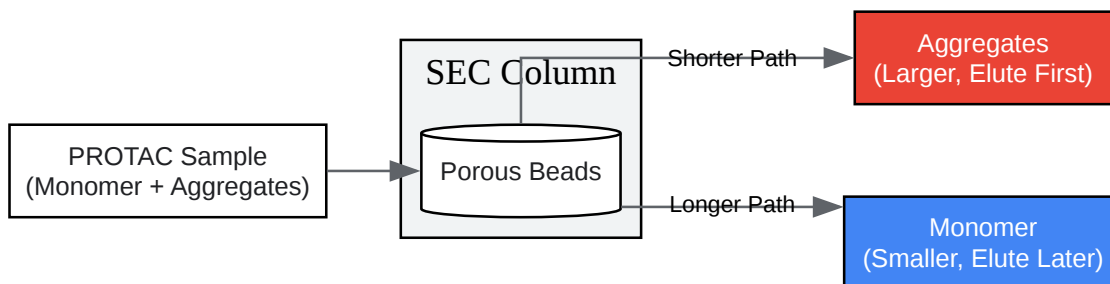 SEC Column
PROTAC Sample
(Monomer + Aggregates)
Porous Beads
Shorter Path
Aggregates
(Larger, Elute First)
Longer Path
Monomer
(Smaller, Elute Later)